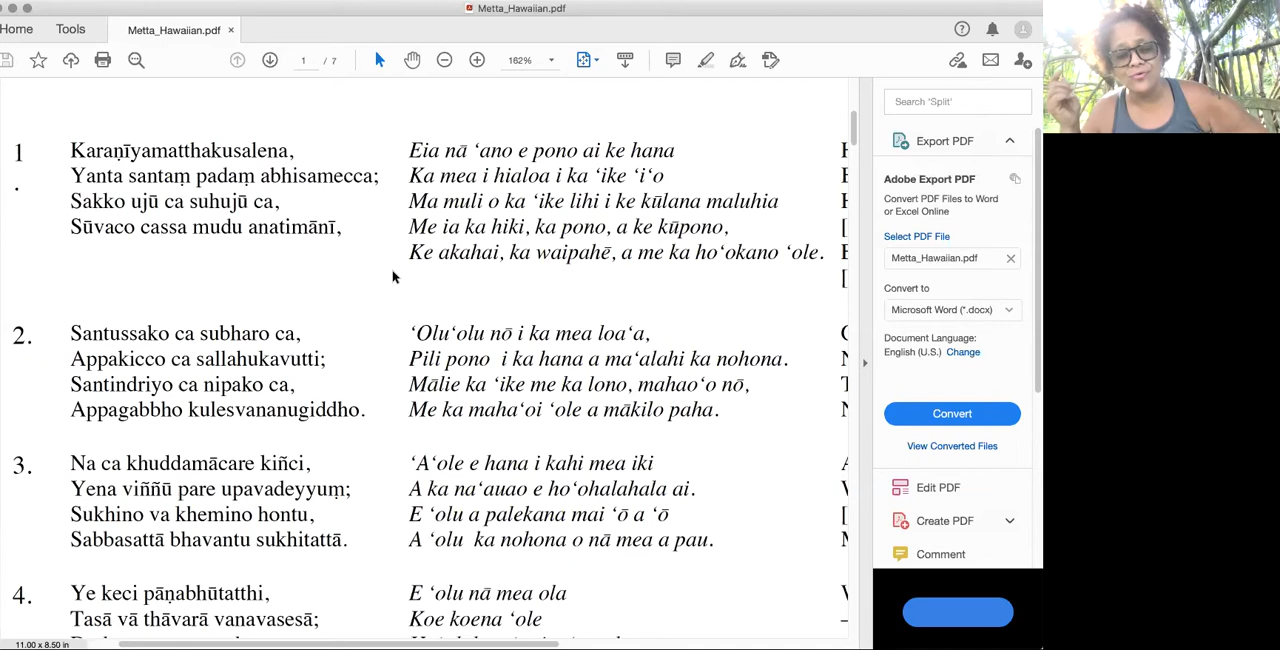 Metta_Hawaiian.pdf
Home
Tools
Metta_Hawaiian.pdf ×
1 / 7
162%
1
.
Karaṇīyamatthakusalena,
Yanta santaṃ padaṃ abhisamecca;
Sakko ujū ca suhujū ca,
Sūvaco cassa mudu anatimānī,
Eia nā ʻano e pono ai ke hana
Ka mea i hialoa i ka ʻike ʻiʻo
Ma muli o ka ʻike lihi i ke kūlana maluhia
Me ia ka hiki, ka pono, a ke kūpono,
Ke akahai, ka waipahē, a me ka hoʻokano ʻole.
2.
Santussako ca subharo ca,
Appakicco ca sallahukavutti;
Santindriyo ca nipako ca,
Appagabbho kulesvananugiddho.
ʻOluʻolu nō i ka mea loaʻa,
Pili pono i ka hana a maʻalahi ka nohona.
Mālie ka ʻike me ka lono, mahaoʻo nō,
Me ka mahaʻoi ʻole a mākilo paha.
3.
Na ca khuddamācare kiñci,
Yena viññū pare upavadeyyuṃ;
Sukhino va khemino hontu,
Sabbasattā bhavantu sukhitattā.
ʻAʻole e hana i kahi mea iki
A ka naʻauao e hoʻohalahala ai.
E ʻolu a palekana mai ʻō a ʻō
A ʻolu ka nohona o nā mea a pau.
4.
Ye keci pāṇabhūtatthi,
Tasā vā thāvarā vanavasesā;
E ʻolu nā mea ola
Koe koena ʻole
11.00 x 8.50 in
Search 'Split'
Export PDF
Adobe Export PDF
Convert PDF Files to Word
or Excel Online
Select PDF File
Metta_Hawaiian.pdf
Convert to
Microsoft Word (*.docx)
Document Language:
English (U.S.) Change
Convert
View Converted Files
Edit PDF
Create PDF
Comment